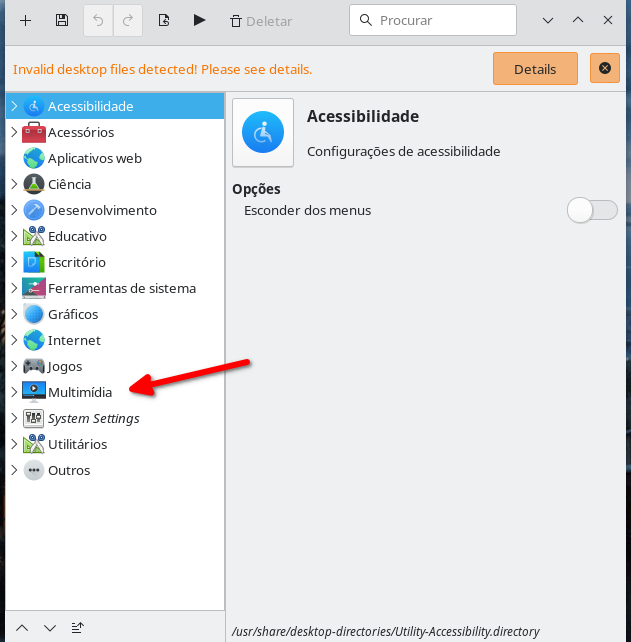 Deletar
Procurar
Invalid desktop files detected! Please see details.
Details
Acessibilidade
Acessórios
Aplicativos web
Ciência
Desenvolvimento
Educativo
Escritório
Ferramentas de sistema
Gráficos
Internet
Jogos
Multimídia
System Settings
Utilitários
Outros
Acessibilidade
Configurações de acessibilidade
Opções
Esconder dos menus
/usr/share/desktop-directories/Utility-Accessibility.directory